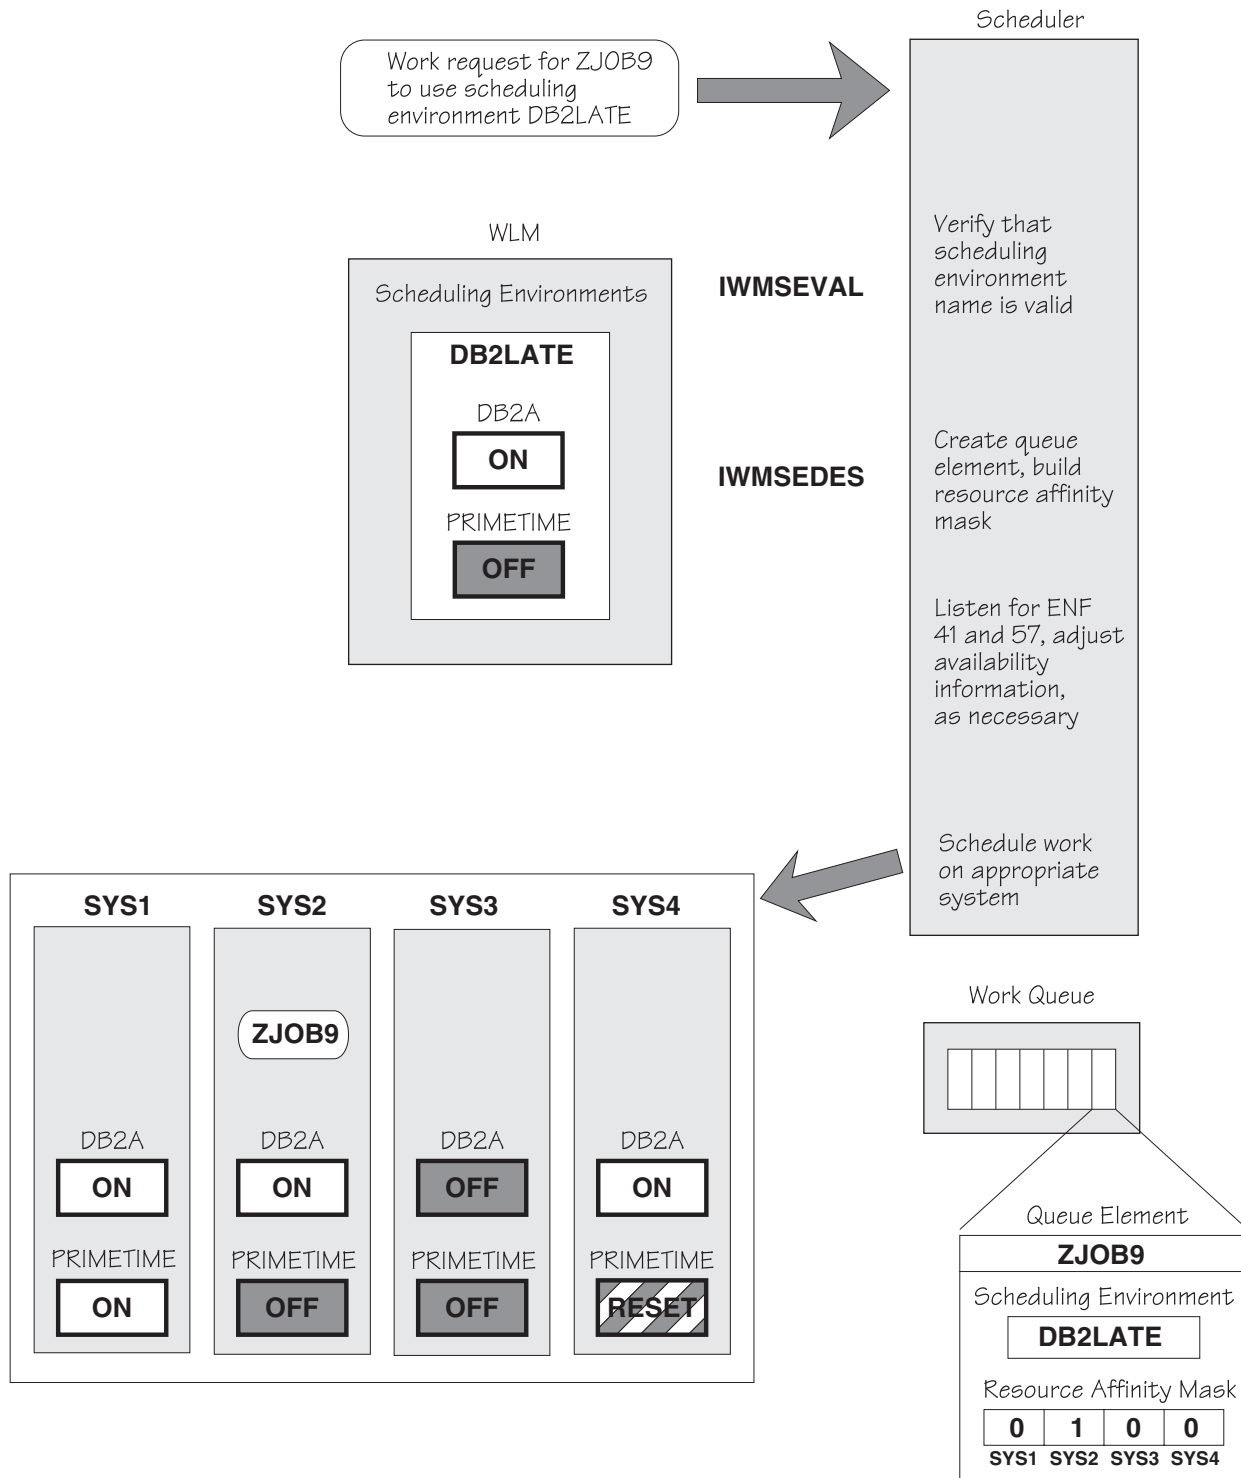 Scheduler
Work request for ZJOB9
to use scheduling
environment DB2LATE
Verify that
scheduling
environment
name is valid
WLM
IWMSEVAL
Scheduling Environments
DB2LATE
DB2A
ON
PRIMETIME
OFF
IWMSEDES
Create queue
element, build
resource affinity
mask
Listen for ENF
41 and 57, adjust
availability
information,
as necessary
Schedule work
on appropriate
system
SYS1
SYS2
SYS3
SYS4
ZJOB9
DB2A
DB2A
DB2A
DB2A
ON
ON
OFF
ON
PRIMETIME
PRIMETIME
PRIMETIME
PRIMETIME
ON
OFF
OFF
RESET
Work Queue
Queue Element
ZJOB9
Scheduling Environment
DB2LATE
Resource Affinity Mask
0 1 0 0
SYS1 SYS2 SYS3 SYS4